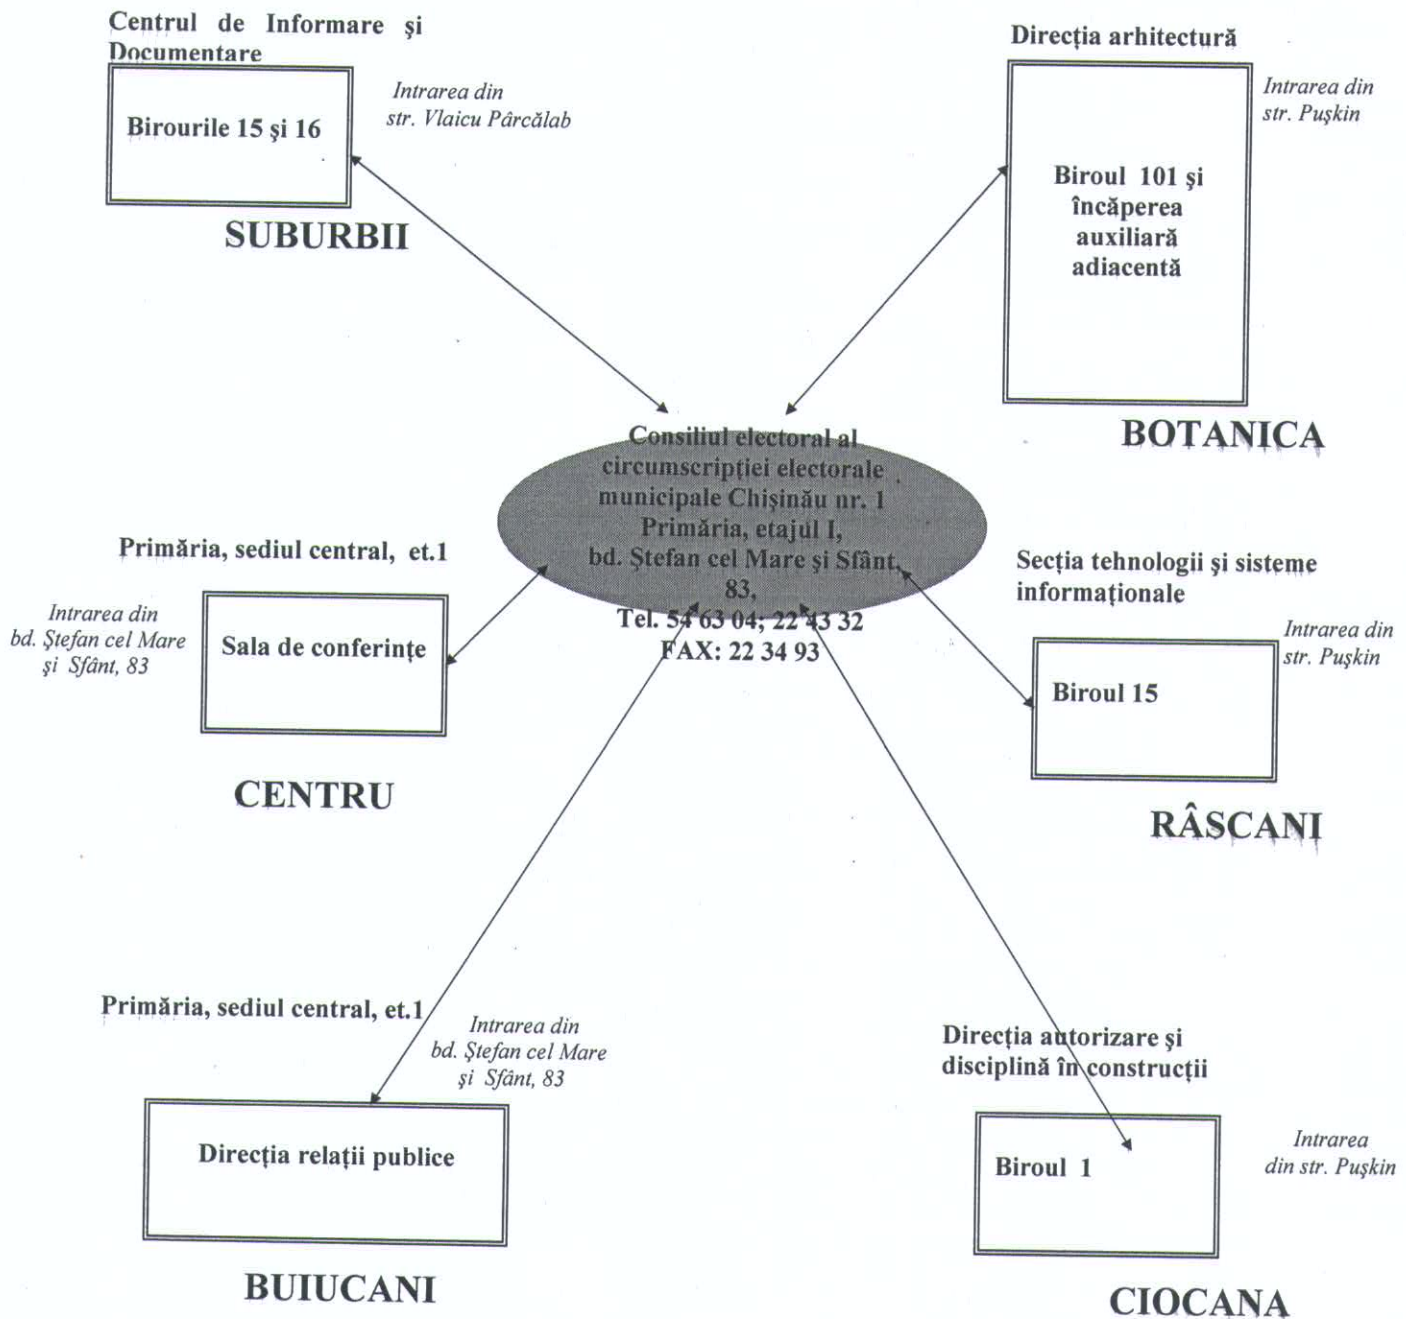 Centrul de Informare şi
Documentare
Birourile 15 şi 16
Intrarea din
str. Vlaicu Pârcălab
SUBURBII
Direcţia arhitectură
Intrarea din
str. Puşkin
Biroul 101 şi
încăperea
auxiliară
adiacentă
BOTANICA
Consiliul electoral al
circumscripţiei electorale
municipale Chişinău nr. 1
Primăria, etajul I,
bd. Ştefan cel Mare şi Sfânt,
83,
Tel. 54 63 04; 22 43 32
FAX: 22 34 93
Primăria, sediul central, et.1
Intrarea din
bd. Ştefan cel Mare
şi Sfânt, 83
Sala de conferinţe
CENTRU
Secţia tehnologii şi sisteme
informaţionale
Intrarea din
str. Puşkin
Biroul 15
RÂSCANI
Primăria, sediul central, et.1
Intrarea din
bd. Ştefan cel Mare
şi Sfânt, 83
Direcţia relaţii publice
BUIUCANI
Direcţia autorizare şi
disciplină în construcţii
Biroul 1
Intrarea
din str. Puşkin
CIOCANA